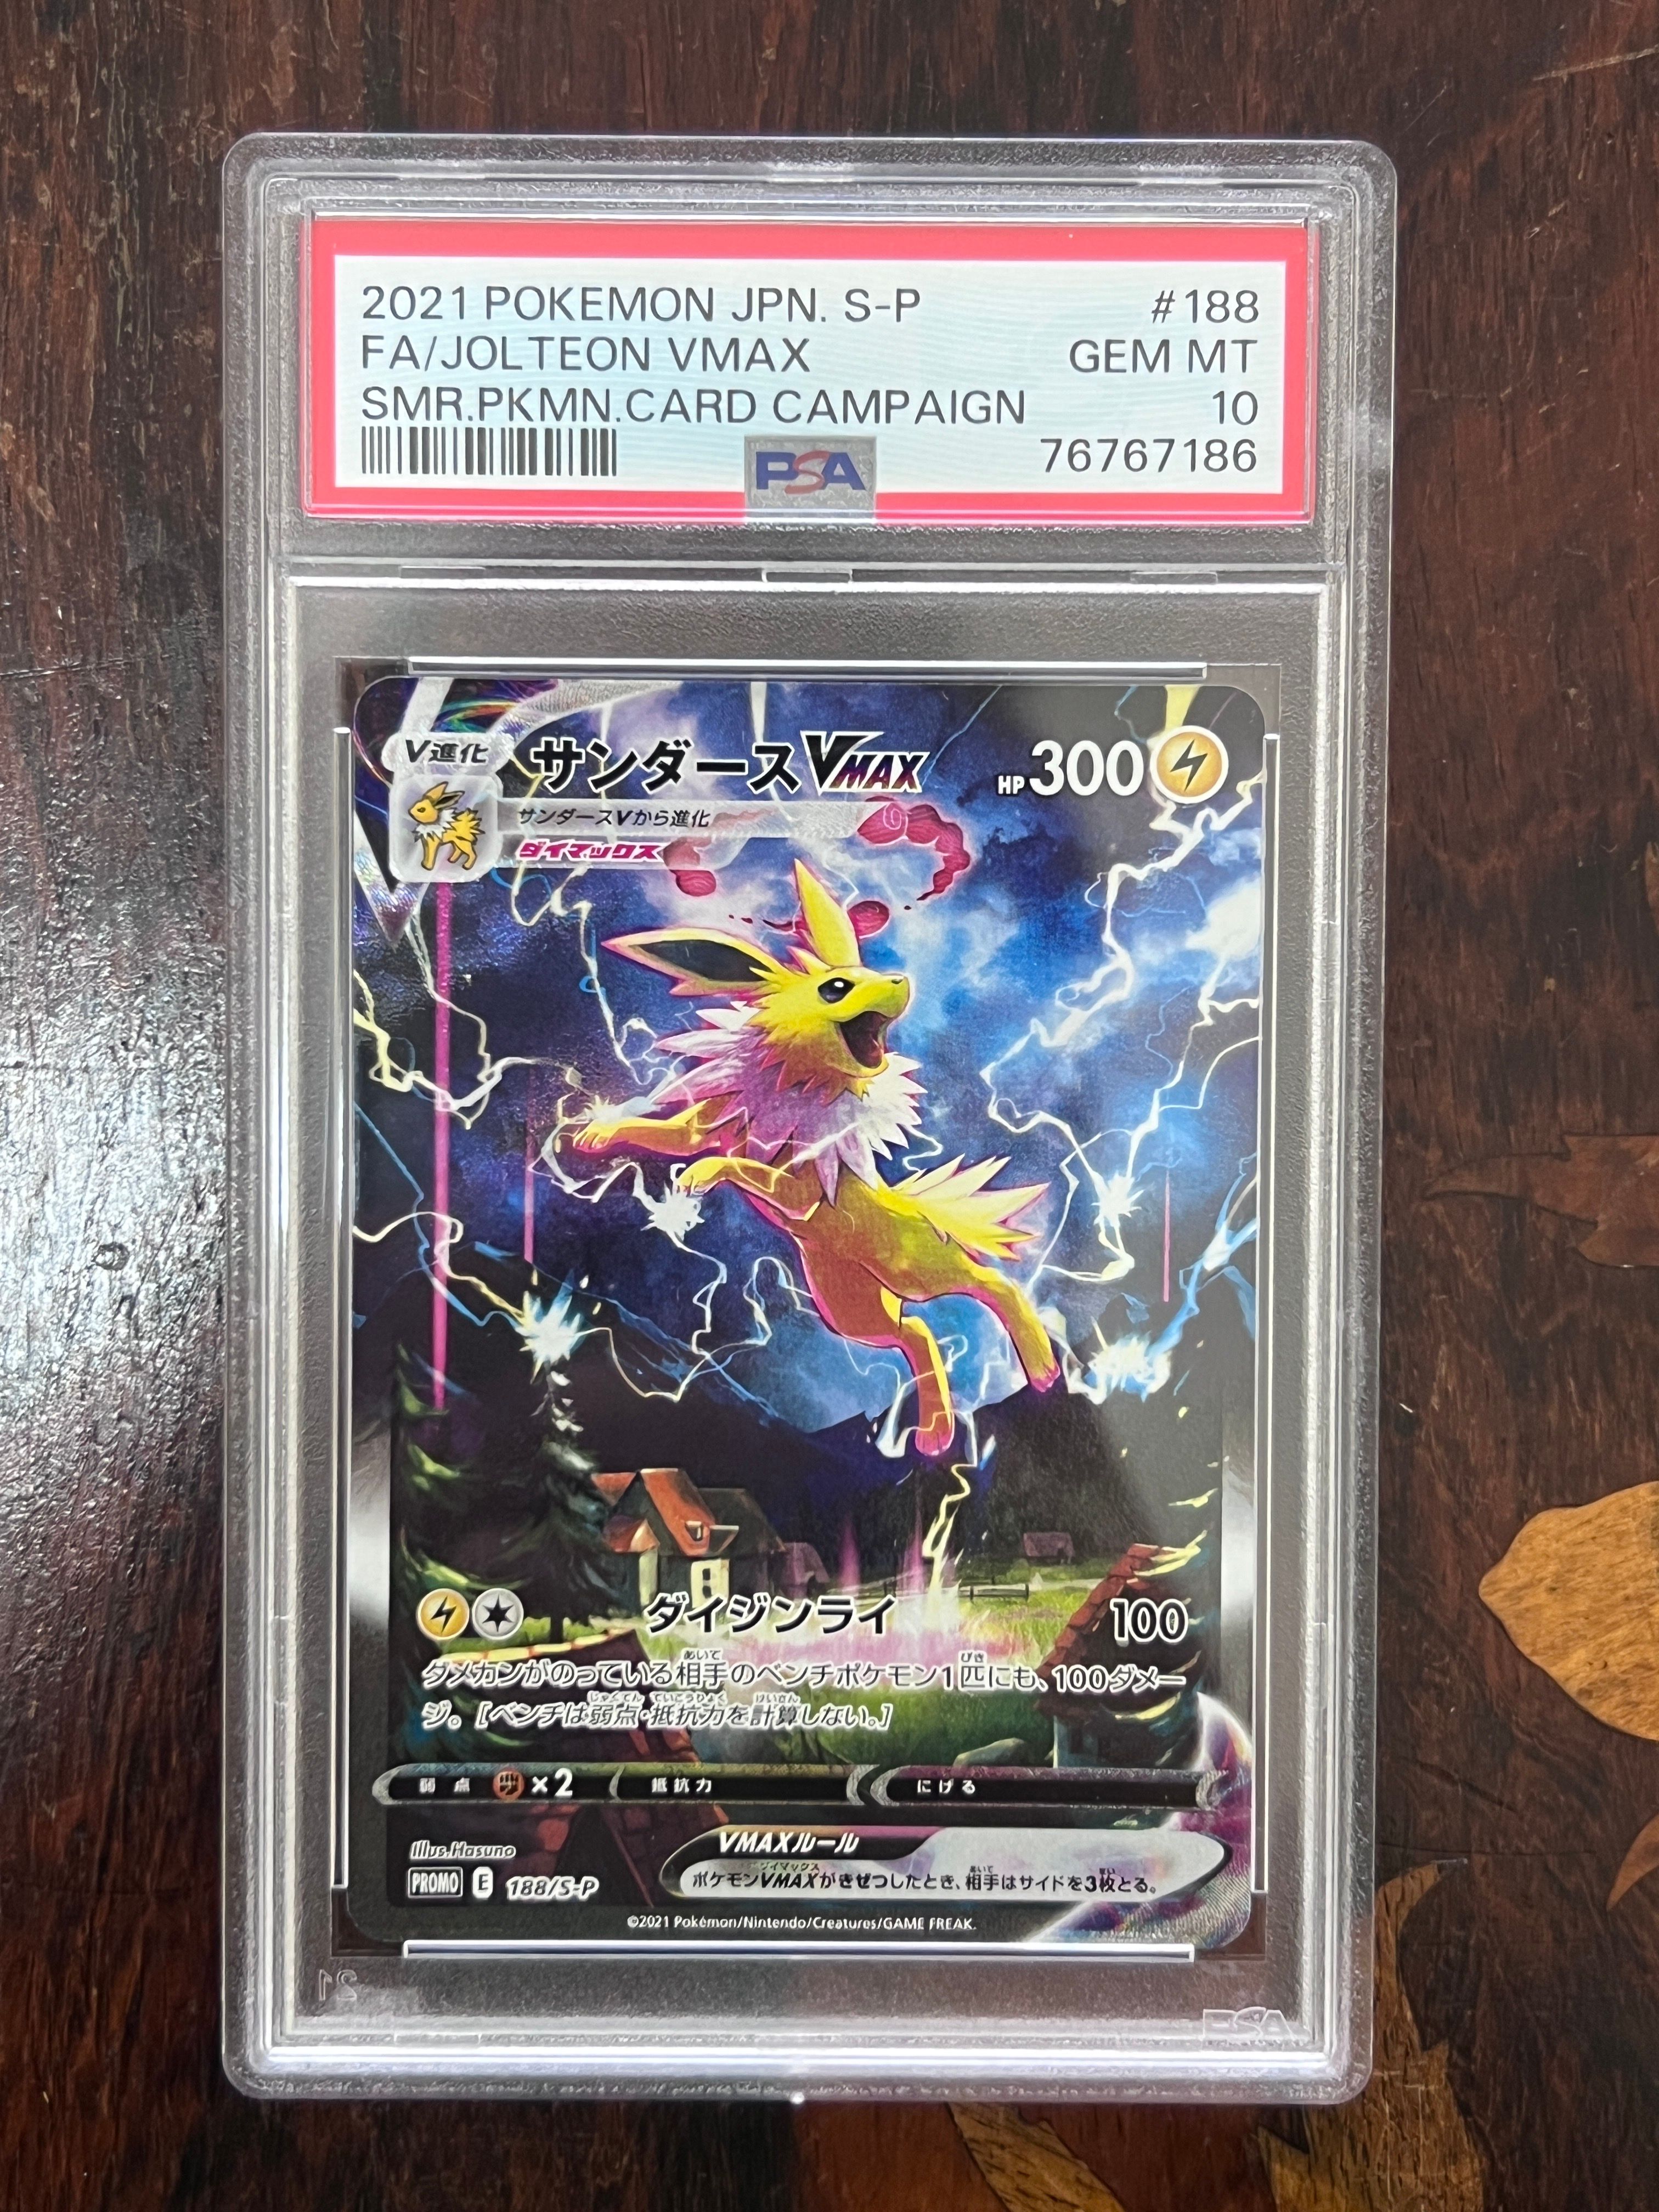 2021 POKEMON JPN. S-P #188
FA/JOLTEON VMAX GEM MT
SMR.PKMN.CARD CAMPAIGN 10
PSA 76767186
V進化 サンダースVMAX HP300
サンダースVから進化
ダイマックス
ダイジンライ 100
ダメカンがのっている相手のベンチポケモン1匹にも、100ダメー
ジ。[ベンチは弱点・抵抗力を計算しない。]
弱点 ×2 抵抗力 にげる
Illus.Hasuno
VMAXルール
ポケモンVMAXがきぜつしたとき、相手はサイドを3枚とる。
PROMO E 188/S-P
©2021 Pokémon/Nintendo/Creatures/GAME FREAK.
PSA